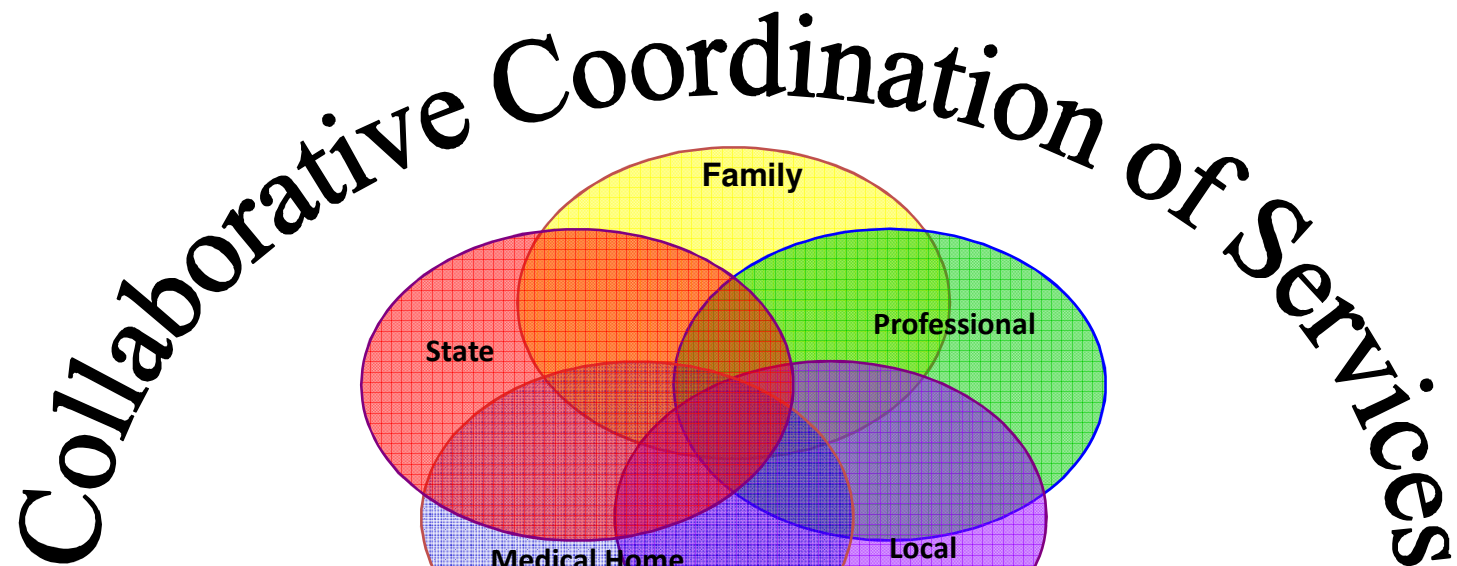 Collaborative Coordination of Services
Family
Professional
State
Local
Medical Home